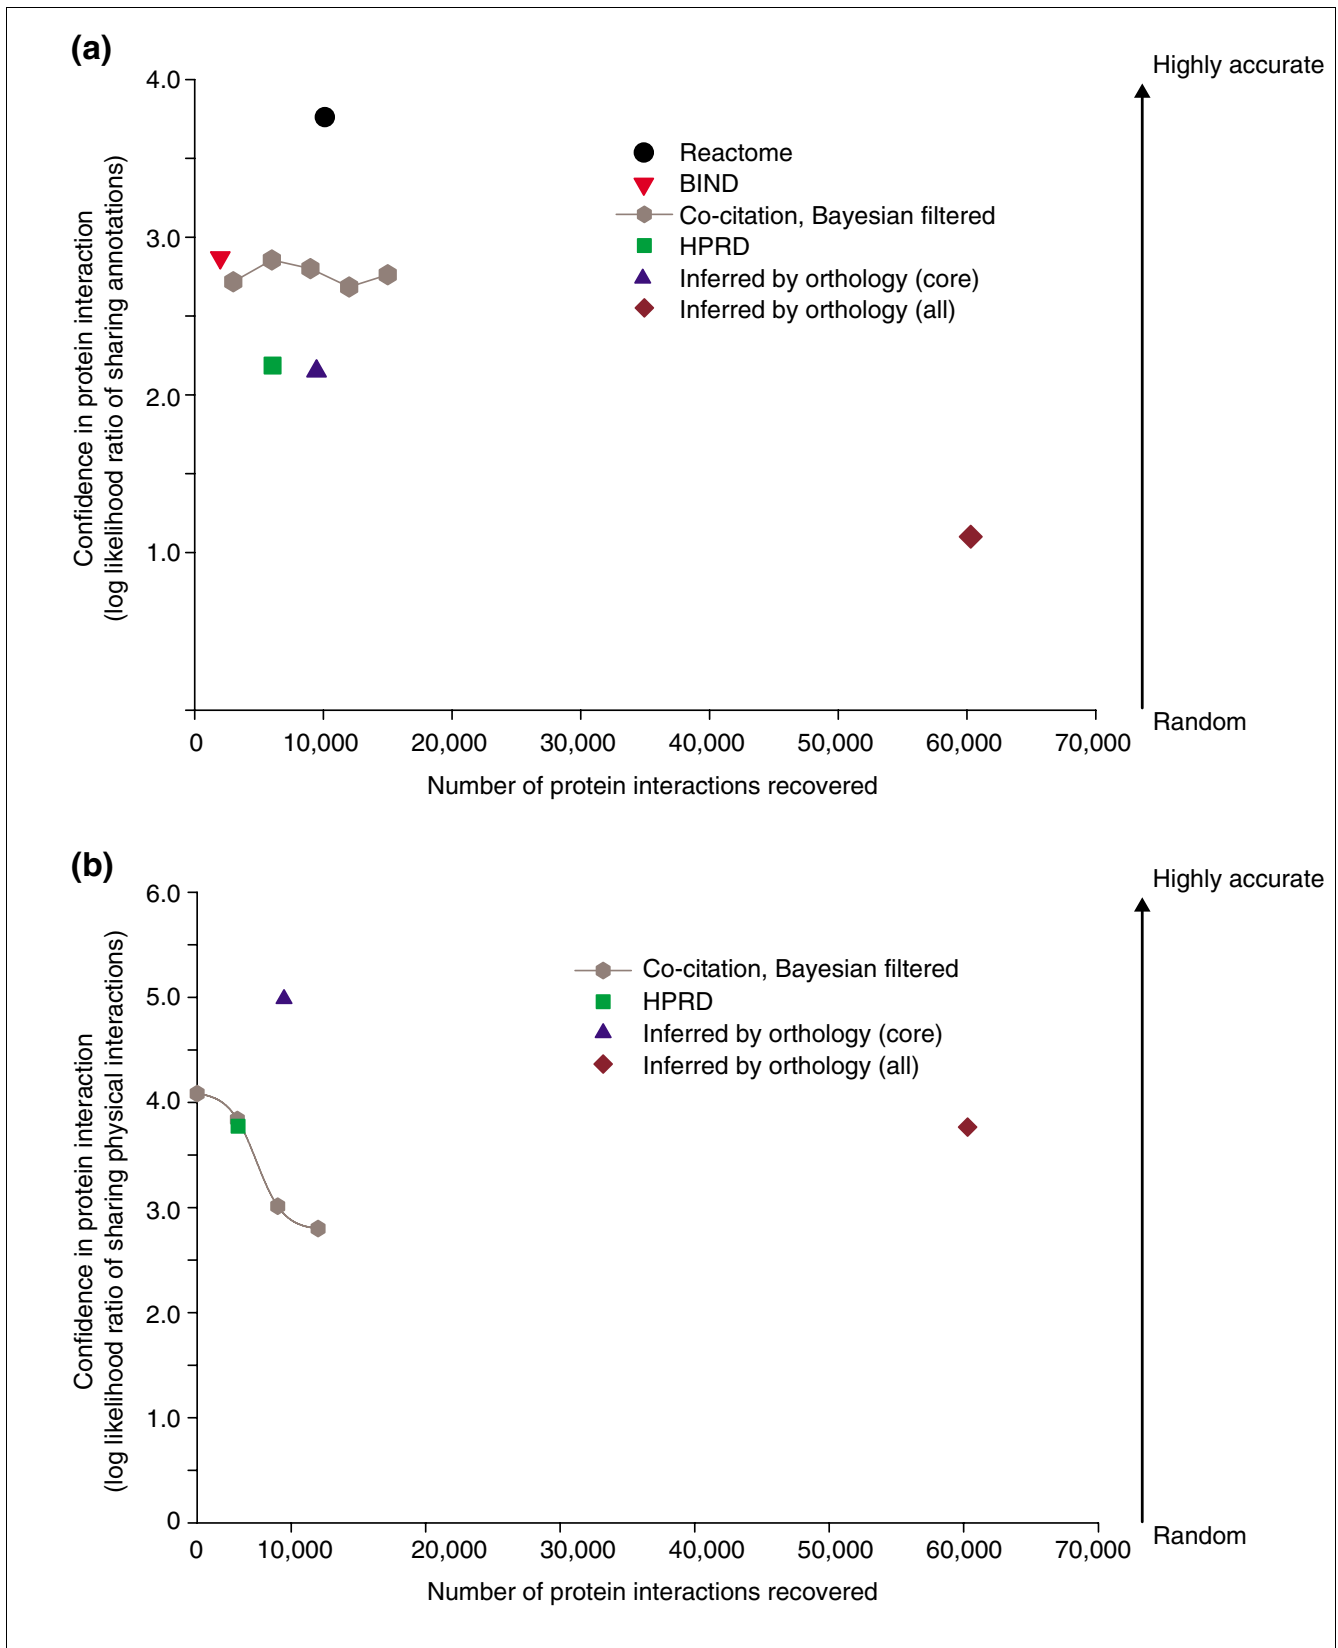 (a)
Highly accurate
4.0
3.0
2.0
1.0
Confidence in protein interaction
(log likelihood ratio of sharing annotations)
Reactome
BIND
Co-citation, Bayesian filtered
HPRD
Inferred by orthology (core)
Inferred by orthology (all)
Random
0 10,000 20,000 30,000 40,000 50,000 60,000 70,000
Number of protein interactions recovered
(b)
Highly accurate
6.0
5.0
4.0
3.0
2.0
1.0
0
Confidence in protein interaction
(log likelihood ratio of sharing physical interactions)
Co-citation, Bayesian filtered
HPRD
Inferred by orthology (core)
Inferred by orthology (all)
Random
0 10,000 20,000 30,000 40,000 50,000 60,000 70,000
Number of protein interactions recovered